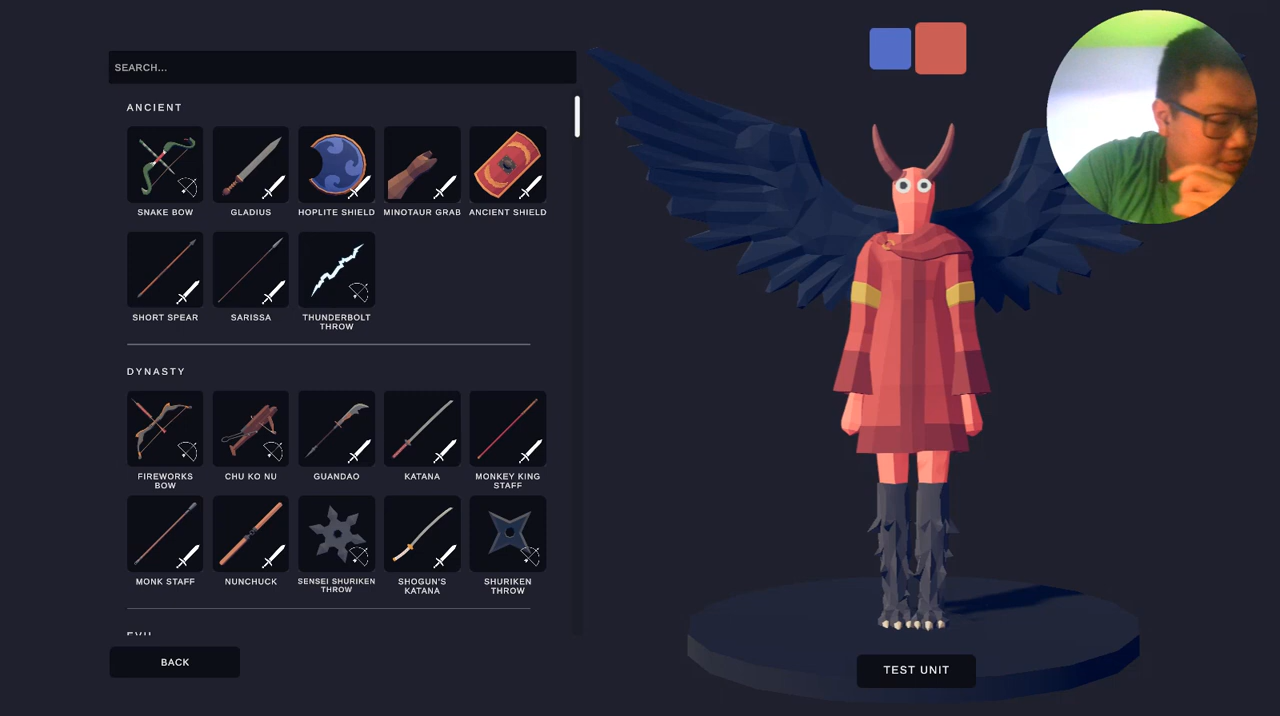 SEARCH...
ANCIENT
SNAKE BOW
GLADIUS
HOPLITE SHIELD
MINOTAUR GRAB
ANCIENT SHIELD
SHORT SPEAR
SARISSA
THUNDERBOLT
THROW
DYNASTY
FIREWORKS
BOW
CHU KO NU
GUANDAO
KATANA
MONKEY KING
STAFF
MONK STAFF
NUNCHUCK
SENSEI SHURIKEN
THROW
SHOGUN'S
KATANA
SHURIKEN
THROW
BACK
TEST UNIT